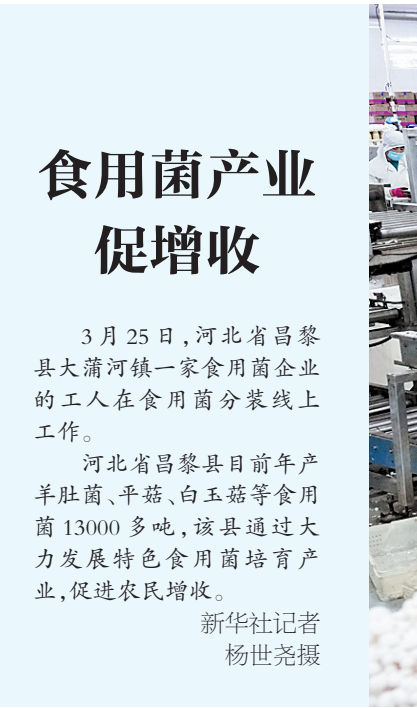 食用菌产业
促增收
3月25日,河北省昌黎
县大蒲河镇一家食用菌企业
的工人在食用菌分装线上
工作。
河北省昌黎县目前年产
羊肚菌、平菇、白玉菇等食用
菌13000多吨,该县通过大
力发展特色食用菌培育产
业,促进农民增收。
新华社记者
杨世尧摄